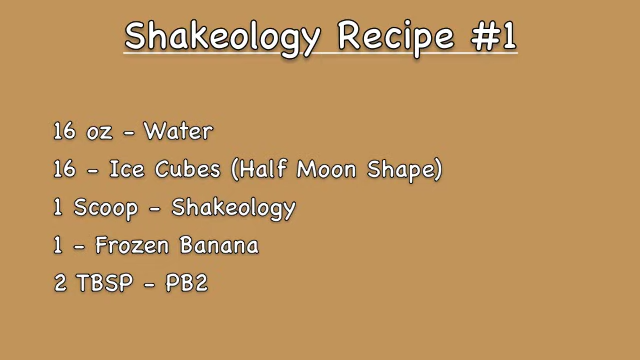 Shakeology Recipe #1
16 oz - Water
16 - Ice Cubes (Half Moon Shape)
1 Scoop - Shakeology
1 - Frozen Banana
2 TBSP - PB2